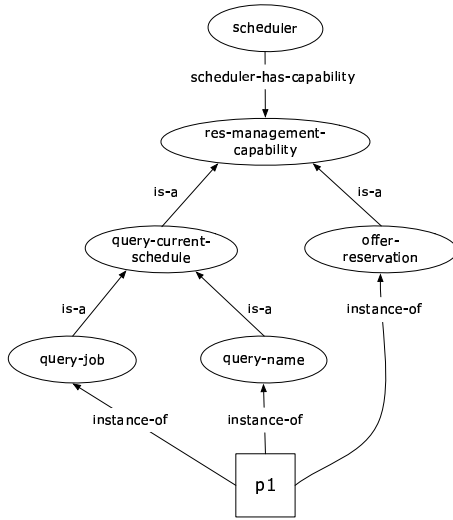 scheduler
scheduler-has-capability
res-management-
capability
is-a
is-a
query-current-
schedule
offer-
reservation
is-a
is-a
instance-of
query-job
query-name
instance-of
instance-of
p1